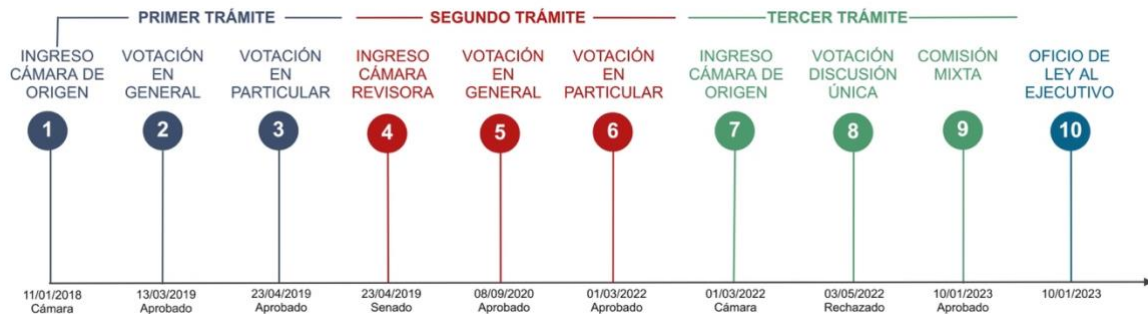 PRIMER TRÁMITE
SEGUNDO TRÁMITE
TERCER TRÁMITE
INGRESO
CÁMARA DE
ORIGEN
VOTACIÓN
EN
GENERAL
VOTACIÓN
EN
PARTICULAR
INGRESO
CÁMARA
REVISORA
VOTACIÓN
EN
GENERAL
VOTACIÓN
EN
PARTICULAR
INGRESO
CÁMARA DE
ORIGEN
VOTACIÓN
DISCUSIÓN
ÚNICA
COMISIÓN
MIXTA
OFICIO DE
LEY AL
EJECUTIVO
1
2
3
4
5
6
7
8
9
10
11/01/2018
Cámara
13/03/2019
Aprobado
23/04/2019
Aprobado
23/04/2019
Senado
08/09/2020
Aprobado
01/03/2022
Aprobado
01/03/2022
Cámara
03/05/2022
Rechazado
10/01/2023
Aprobado
10/01/2023